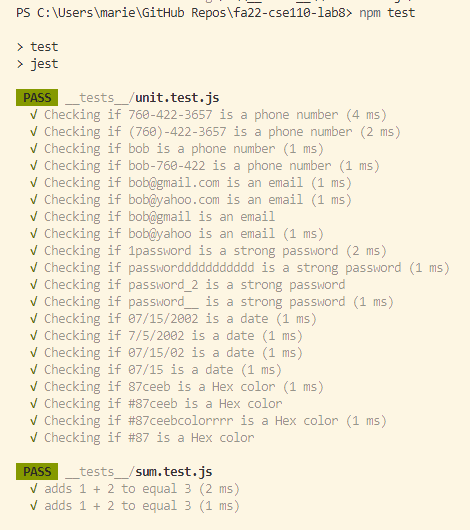 PS C:\Users\marie\GitHub Repos\fa22-cse110-lab8> npm test
> test
> jest
PASS __tests__/unit.test.js
√ Checking if 760-422-3657 is a phone number (4 ms)
√ Checking if (760)-422-3657 is a phone number (2 ms)
√ Checking if bob is a phone number (1 ms)
√ Checking if bob-760-422 is a phone number (1 ms)
√ Checking if bob@gmail.com is an email (1 ms)
√ Checking if bob@yahoo.com is an email (1 ms)
√ Checking if bob@gmail is an email
√ Checking if bob@yahoo is an email (1 ms)
√ Checking if 1password is a strong password (2 ms)
√ Checking if passwordddddddddddd is a strong password (1 ms)
√ Checking if password_2 is a strong password
√ Checking if password__ is a strong password (1 ms)
√ Checking if 07/15/2002 is a date (1 ms)
√ Checking if 7/5/2002 is a date (1 ms)
√ Checking if 07/15/02 is a date (1 ms)
√ Checking if 07/15 is a date (1 ms)
√ Checking if 87ceeb is a Hex color (1 ms)
√ Checking if #87ceeb is a Hex color
√ Checking if #87ceebcolorrrr is a Hex color (1 ms)
√ Checking if #87 is a Hex color
PASS __tests__/sum.test.js
√ adds 1 + 2 to equal 3 (2 ms)
√ adds 1 + 2 to equal 3 (1 ms)